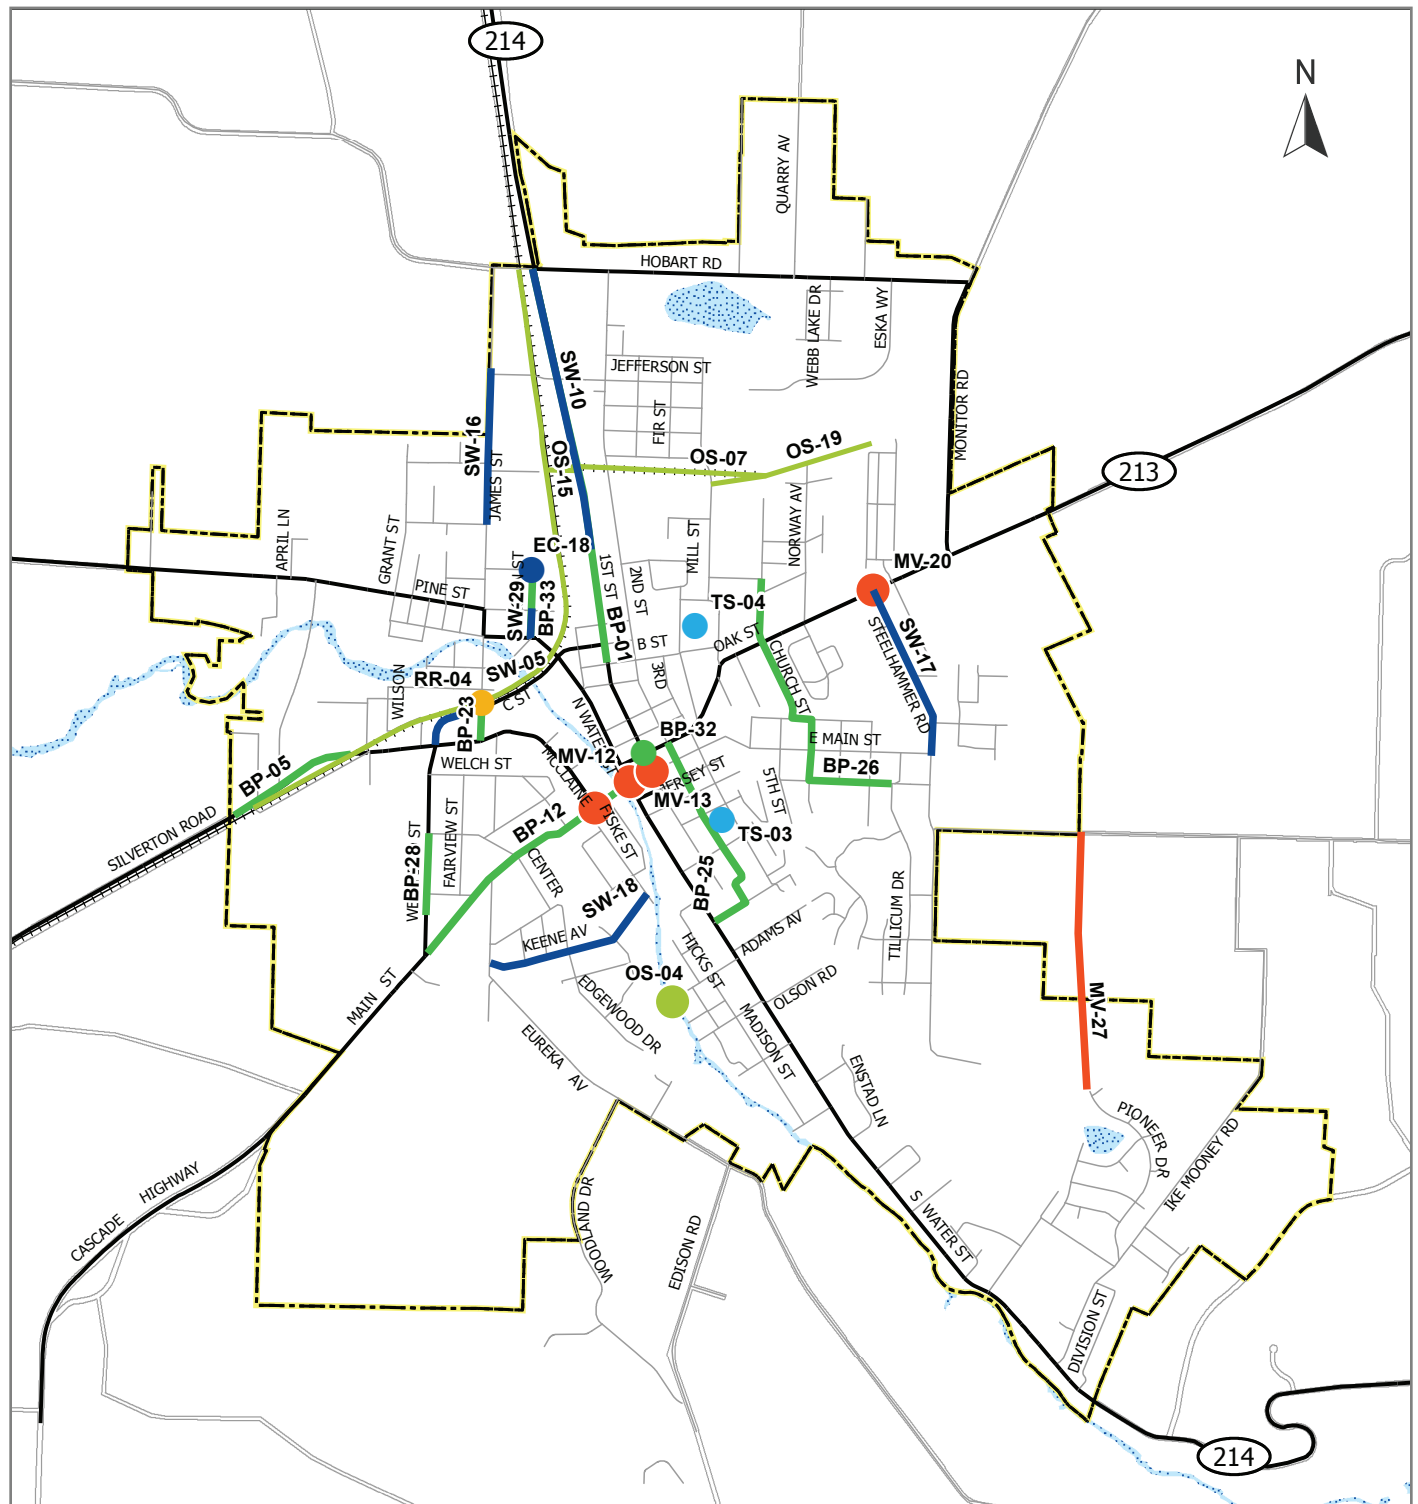 214
N
QUARRY AV
HOBART RD
WEBB LAKE DR
ESKA WY
SW-10
JEFFERSON ST
MONITOR RD
FIR ST
SW-16
JAMES ST
OS-15
OS-07
OS-19
213
APRIL LN
GRANT ST
MILL ST
NORWAY AV
EC-18
1ST ST
2ND ST
MV-20
PINE ST
SW-29
BP-33
TS-04
BP-01
B ST
OAK ST
STEELHAMMER RD
SW-17
CHURCH ST
SW-05
3RD
RR-04
WILSON
C ST
BP-23
N WATER ST
BP-32
E MAIN ST
MV-12
WELCH ST
MCCLAINE
BP-26
5TH ST
BP-05
MV-13
SILVERTON ROAD
BP-12
FISKE ST
TS-03
FAIRVIEW ST
BP-28
CENTER
BP-25
SW-18
TILLICUM DR
KEENE AV
ADAMS AV
HICKS ST
OS-04
OLSON RD
MAIN ST
EDGEWOOD DR
MADISON ST
MV-27
EUREKA AV
ENSTAD LN
PIONEER DR
IKE MOONEY RD
CASCADE HIGHWAY
WOODLAND DR
S WATER ST
EDISON RD
DIVISION ST
214